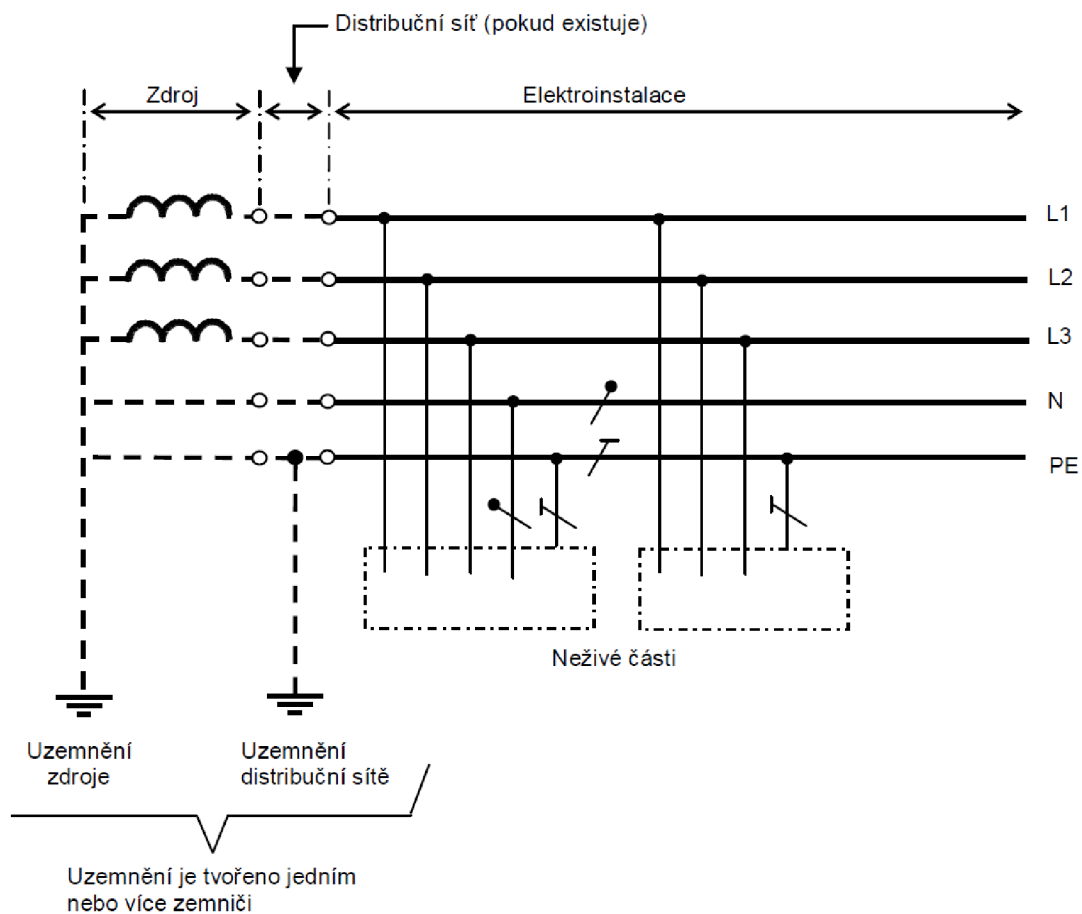 Distribuční síť (pokud existuje)
Zdroj
Elektroinstalace
L1
L2
L3
N
PE
Neživé části
Uzemnění
zdroje
Uzemnění
distribuční sítě
Uzemnění je tvořeno jedním
nebo více zemniči